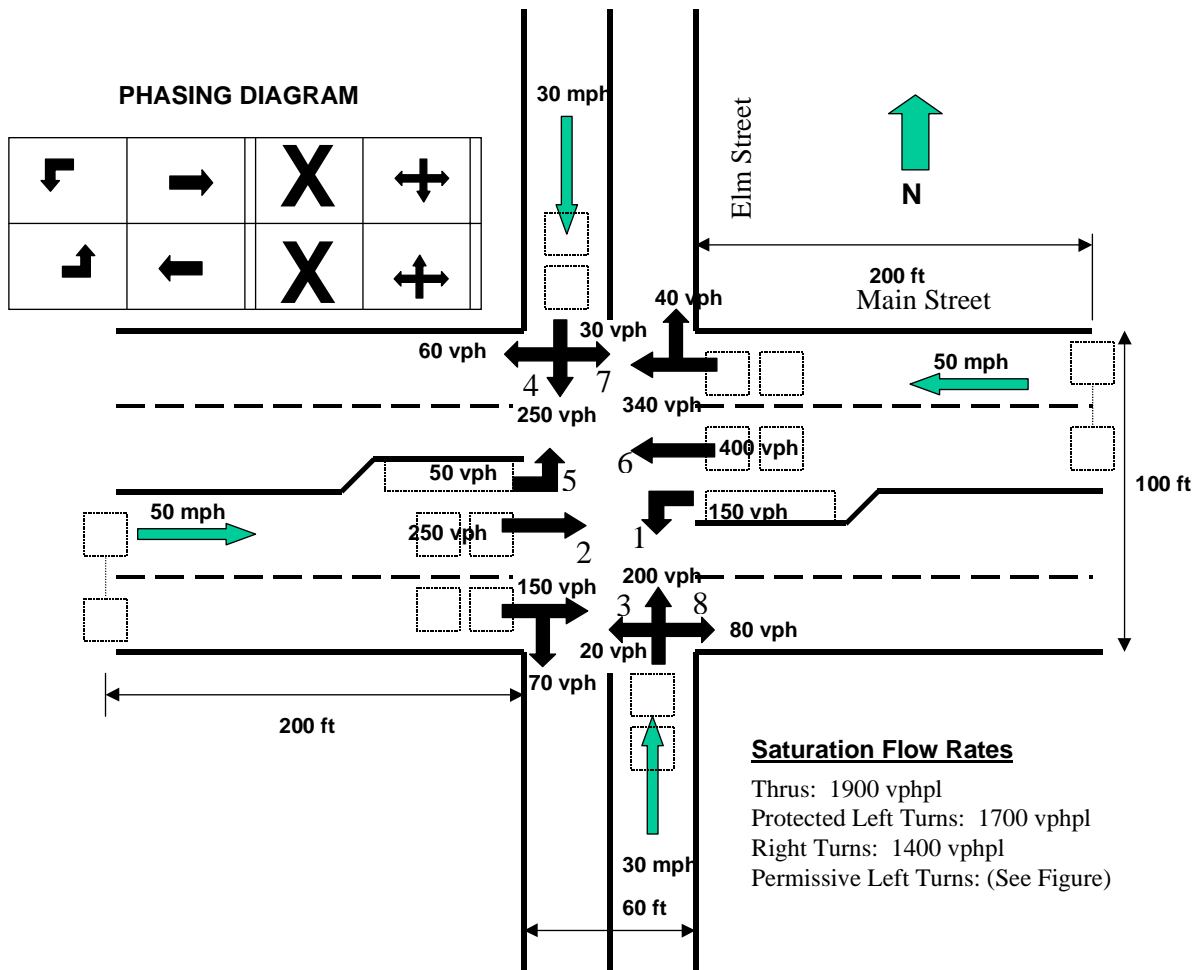 PHASING DIAGRAM
30 mph
Elm Street
N
200 ft
Main Street
X
X
40 vph
30 vph
60 vph
50 mph
4
7
250 vph
340 vph
100 ft
50 vph
5
6
400 vph
50 mph
150 vph
250 vph
2
1
150 vph
200 vph
3
8
80 vph
20 vph
70 vph
200 ft
Saturation Flow Rates
Thrus: 1900 vphpl
Protected Left Turns: 1700 vphpl
Right Turns: 1400 vphpl
Permissive Left Turns: (See Figure)
30 mph
60 ft